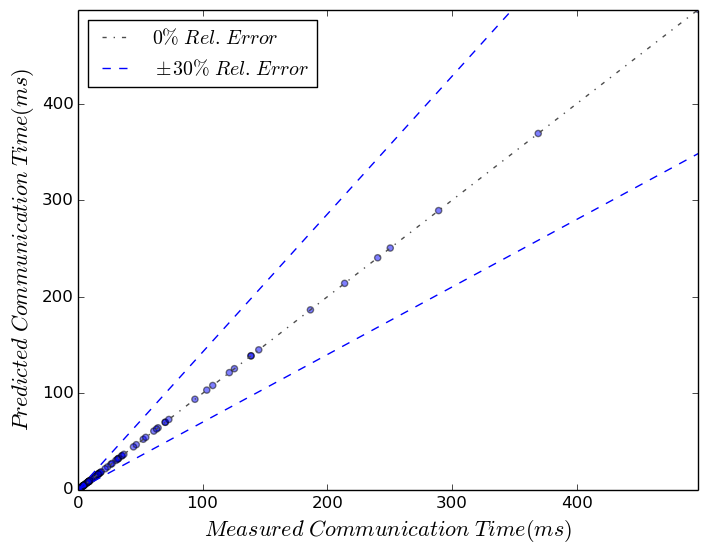 0% Rel. Error
±30% Rel. Error
Predicted Communication Time(ms)
400
300
200
100
0
0 100 200 300 400
Measured Communication Time(ms)